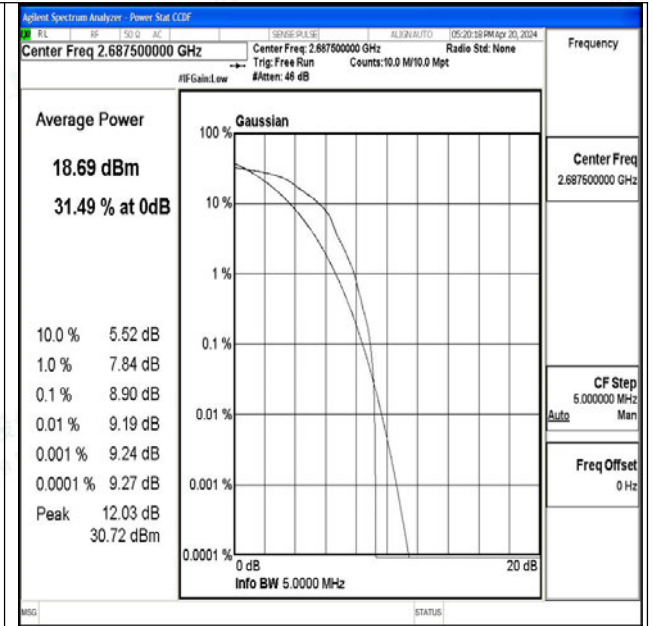 Agilent Spectrum Analyzer - Power Stat CCDF
RL RF 50 Ω AC SENSE:PULSE ALIGN AUTO 05:20:18 PM Apr 20, 2024
Center Freq 2.687500000 GHz
Center Freq: 2.687500000 GHz Radio Std: None
Trig: Free Run Counts:10.0 M/10.0 Mpt
#IFGain:Low #Atten: 46 dB
Frequency
Average Power
18.69 dBm
31.49 % at 0dB
10.0 % 5.52 dB
1.0 % 7.84 dB
0.1 % 8.90 dB
0.01 % 9.19 dB
0.001 % 9.24 dB
0.0001 % 9.27 dB
Peak 12.03 dB
30.72 dBm
Gaussian
100 %
10 %
1 %
0.1 %
0.01 %
0.001 %
0.0001 %
0 dB 20 dB
Info BW 5.0000 MHz
Center Freq
2.687500000 GHz
CF Step
5.000000 MHz
Auto Man
Freq Offset
0 Hz
MSG STATUS